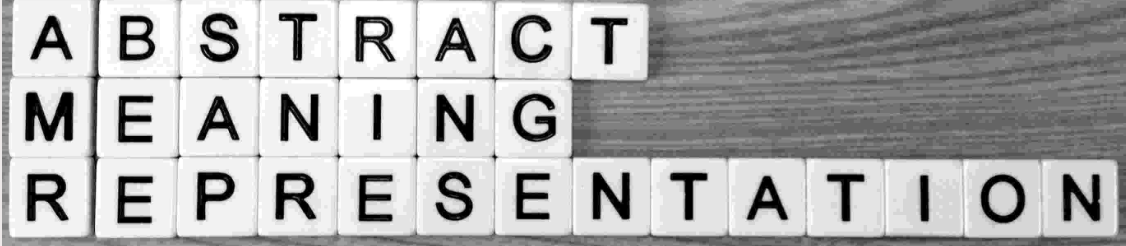 ABSTRACT
MEANING
REPRESENTATION